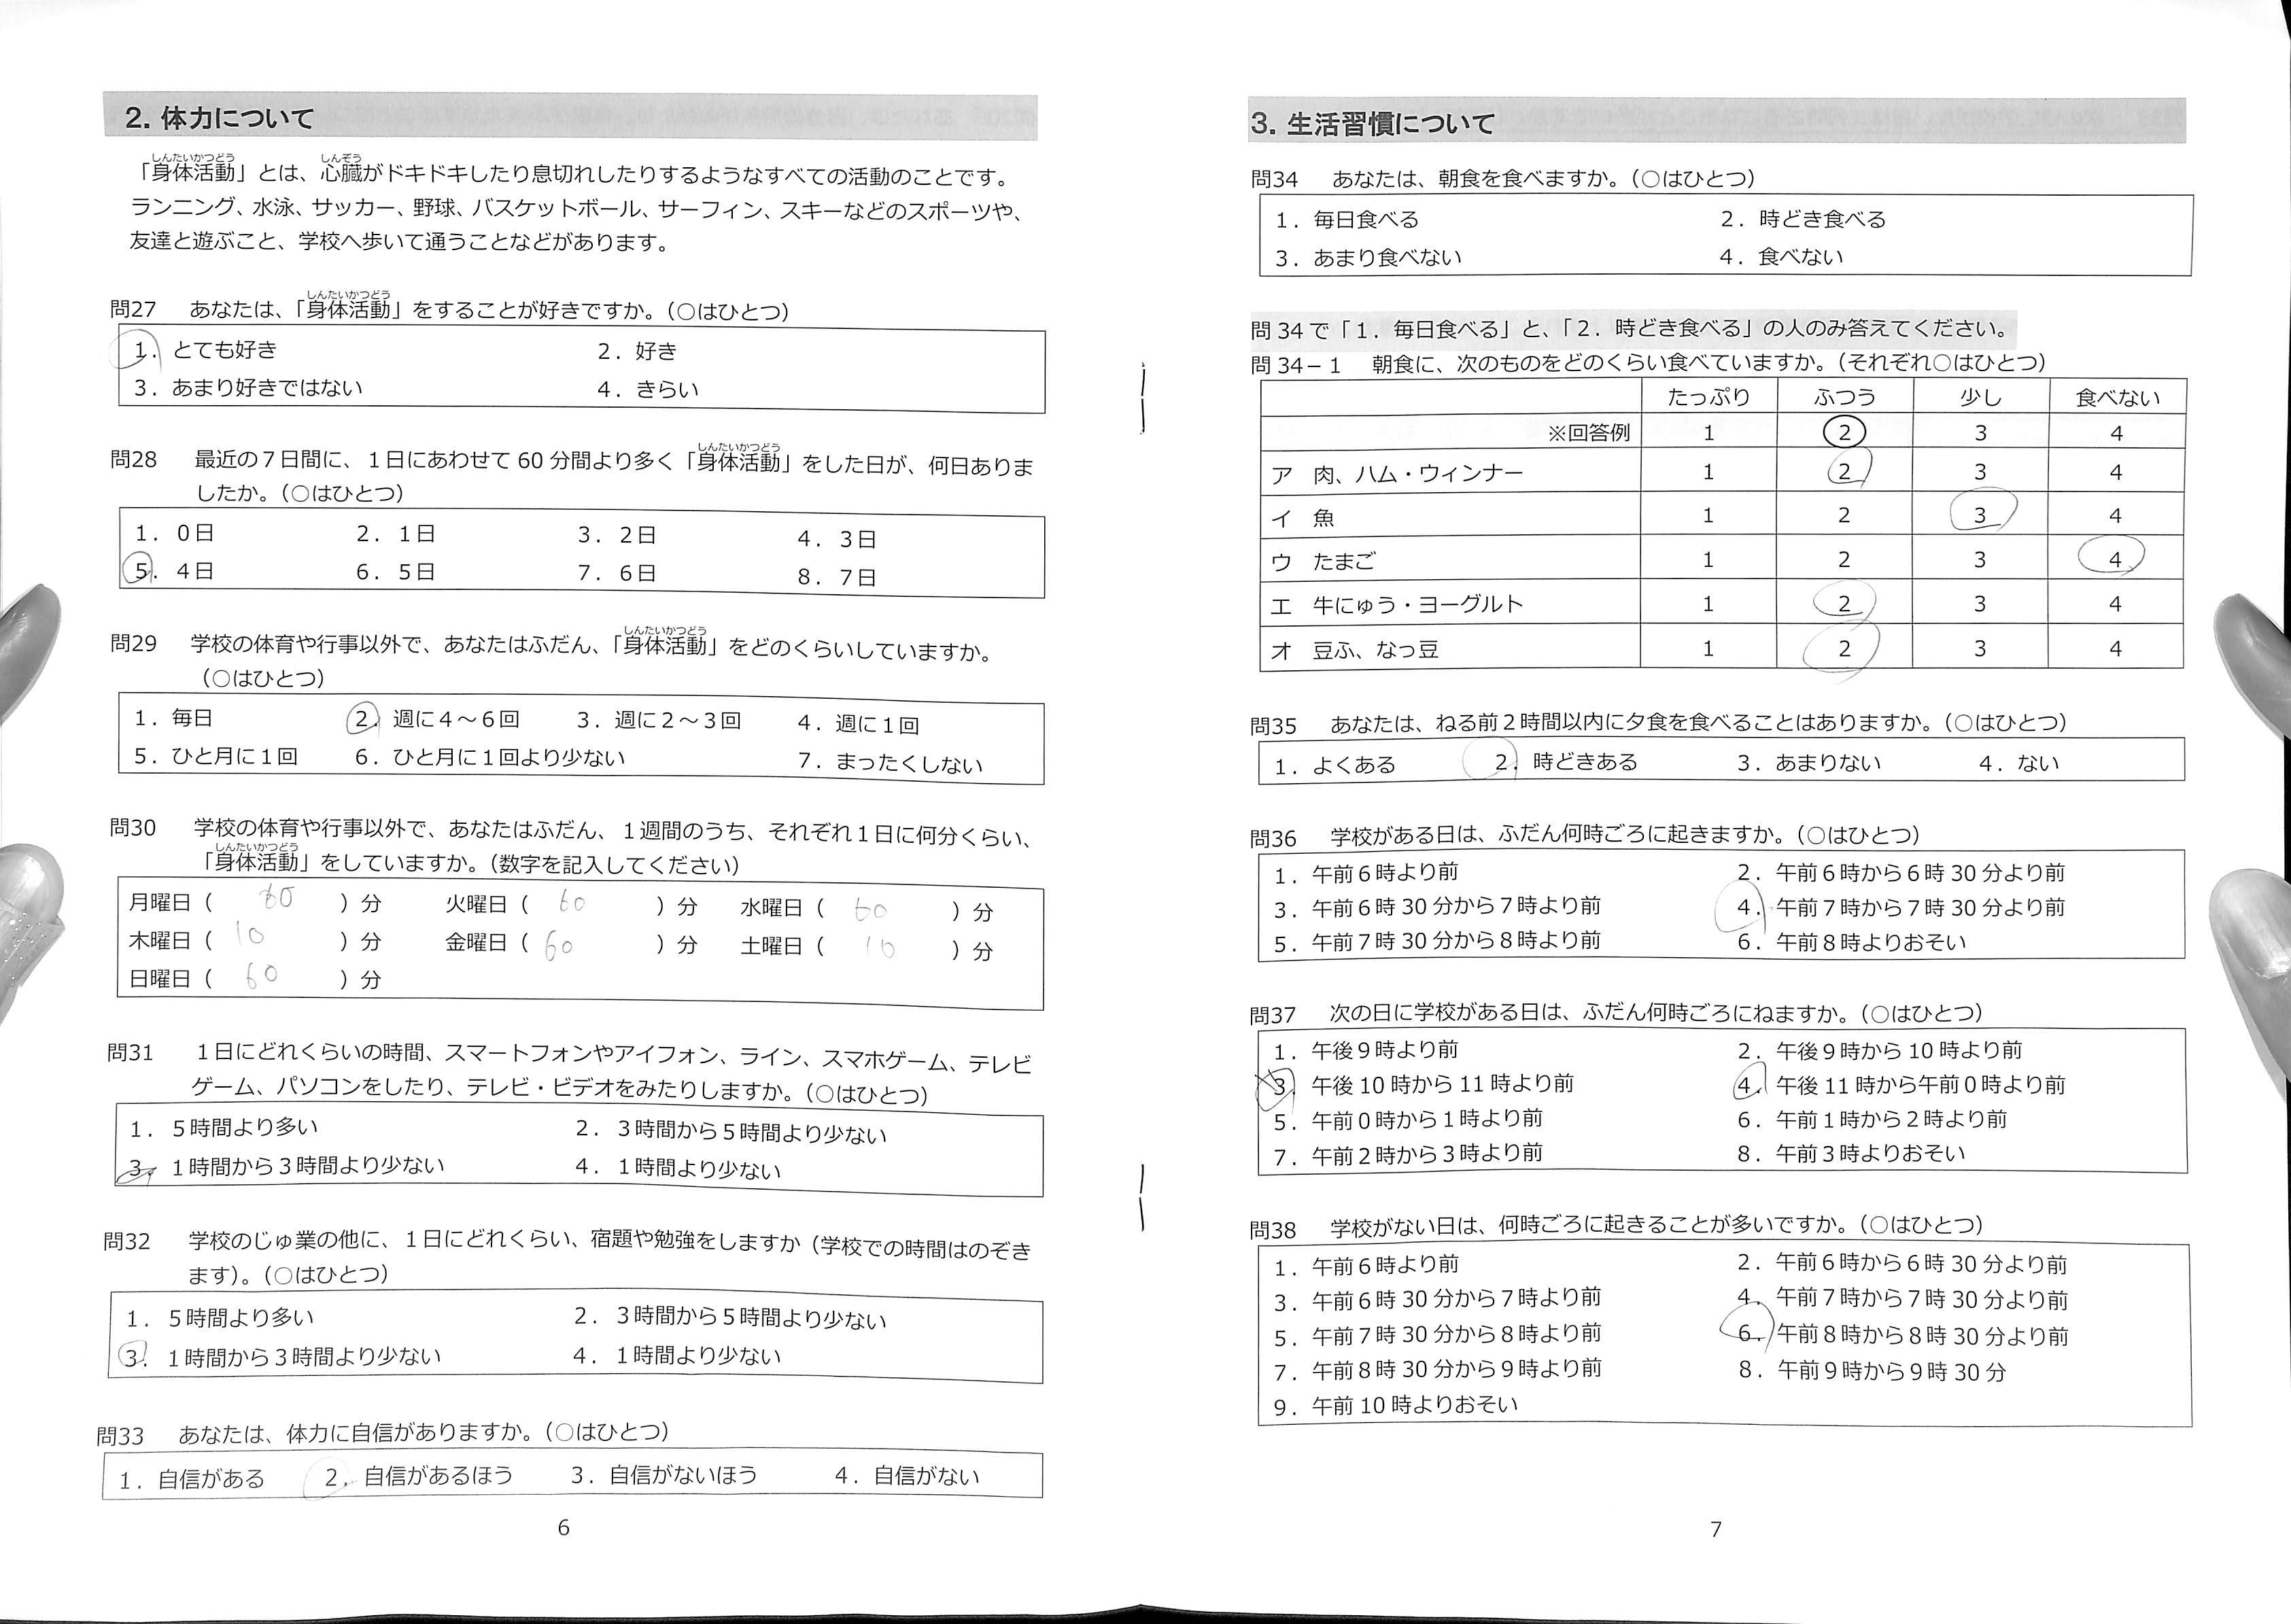 2. 体力について
「身体活動」とは、心臓がドキドキしたり息切れしたりするようなすべての活動のことです。
ランニング、水泳、サッカー、野球、バスケットボール、サーフィン、スキーなどのスポーツや、
友達と遊ぶこと、学校へ歩いて通うことなどがあります。
問27 あなたは、「身体活動」をすることが好きですか。(○はひとつ)
1. とても好き 2. 好き
3. あまり好きではない 4. きらい
問28 最近の7日間に、1日にあわせて60分間より多く「身体活動」をした日が、何日ありま
したか。(○はひとつ)
1. 0日 2. 1日 3. 2日 4. 3日
5. 4日 6. 5日 7. 6日 8. 7日
問29 学校の体育や行事以外で、あなたはふだん、「身体活動」をどのくらいしていますか。
(○はひとつ)
1. 毎日 2. 週に4～6回 3. 週に2～3回 4. 週に1回
5. ひと月に1回 6. ひと月に1回より少ない 7. まったくしない
問30 学校の体育や行事以外で、あなたはふだん、1週間のうち、それぞれ1日に何分くらい、
「身体活動」をしていますか。(数字を記入してください)
月曜日( 60 )分 火曜日( 60 )分 水曜日( 60 )分
木曜日( 10 )分 金曜日( 60 )分 土曜日( 10 )分
日曜日( 60 )分
問31 1日にどれくらいの時間、スマートフォンやアイフォン、ライン、スマホゲーム、テレビ
ゲーム、パソコンをしたり、テレビ・ビデオをみたりしますか。(○はひとつ)
1. 5時間より多い 2. 3時間から5時間より少ない
3. 1時間から3時間より少ない 4. 1時間より少ない
問32 学校のじゅ業の他に、1日にどれくらい、宿題や勉強をしますか(学校での時間はのぞき
ます)。(○はひとつ)
1. 5時間より多い 2. 3時間から5時間より少ない
3. 1時間から3時間より少ない 4. 1時間より少ない
問33 あなたは、体力に自信がありますか。(○はひとつ)
1. 自信がある 2. 自信があるほう 3. 自信がないほう 4. 自信がない
6
3. 生活習慣について
問34 あなたは、朝食を食べますか。(○はひとつ)
1. 毎日食べる 2. 時どき食べる
3. あまり食べない 4. 食べない
問34で「1. 毎日食べる」と、「2. 時どき食べる」の人のみ答えてください。
問34-1 朝食に、次のものをどのくらい食べていますか。(それぞれ○はひとつ)
たっぷり ふつう 少し 食べない
※回答例 1 2 3 4
ア 肉、ハム・ウィンナー 1 2 3 4
イ 魚 1 2 3 4
ウ たまご 1 2 3 4
エ 牛にゅう・ヨーグルト 1 2 3 4
オ 豆ふ、なっ豆 1 2 3 4
問35 あなたは、ねる前2時間以内に夕食を食べることはありますか。(○はひとつ)
1. よくある 2. 時どきある 3. あまりない 4. ない
問36 学校がある日は、ふだん何時ごろに起きますか。(○はひとつ)
1. 午前6時より前 2. 午前6時から6時30分より前
3. 午前6時30分から7時より前 4. 午前7時から7時30分より前
5. 午前7時30分から8時より前 6. 午前8時よりおそい
問37 次の日に学校がある日は、ふだん何時ごろにねますか。(○はひとつ)
1. 午後9時より前 2. 午後9時から10時より前
3. 午後10時から11時より前 4. 午後11時から午前0時より前
5. 午前0時から1時より前 6. 午前1時から2時より前
7. 午前2時から3時より前 8. 午前3時よりおそい
問38 学校がない日は、何時ごろに起きることが多いですか。(○はひとつ)
1. 午前6時より前 2. 午前6時から6時30分より前
3. 午前6時30分から7時より前 4. 午前7時から7時30分より前
5. 午前7時30分から8時より前 6. 午前8時から8時30分より前
7. 午前8時30分から9時より前 8. 午前9時から9時30分
9. 午前10時よりおそい
7